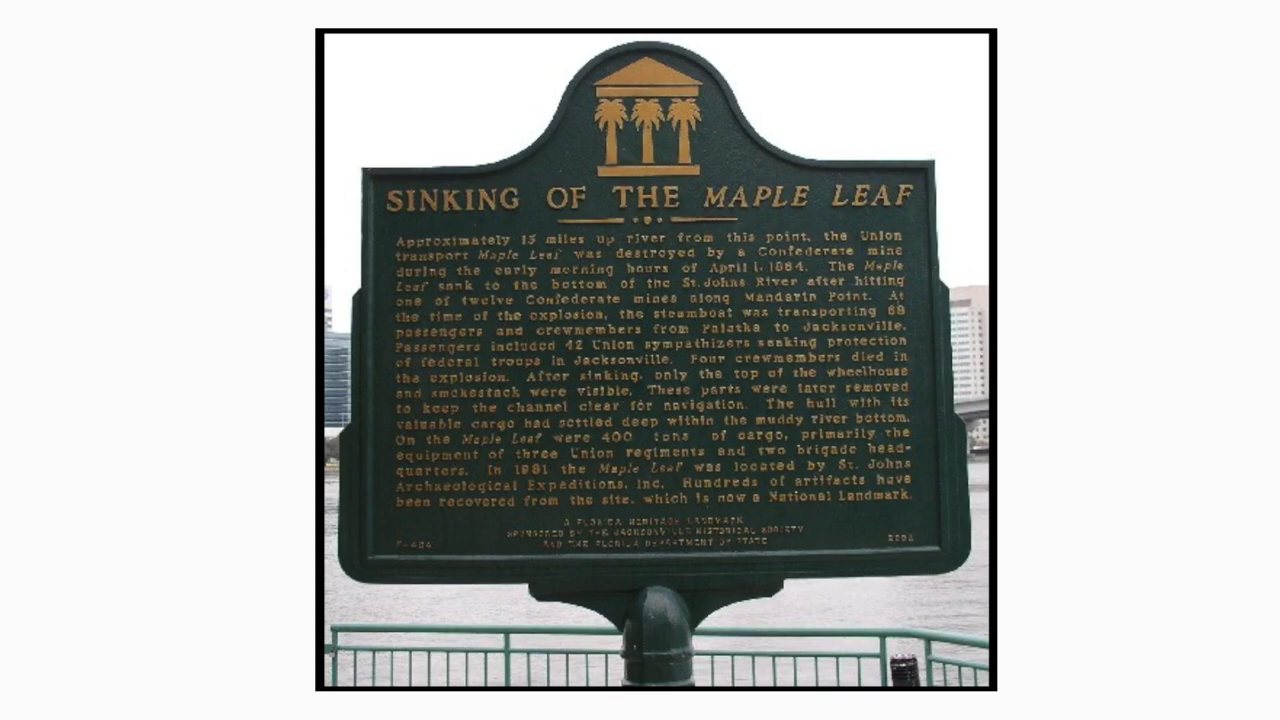 SINKING OF THE MAPLE LEAF
Approximately 15 miles up river from this point, the Union
transport Maple Leaf was destroyed by a Confederate mine
during the early morning hours of April 1, 1864. The Maple
Leaf sank to the bottom of the St. Johns River after hitting
one of twelve Confederate mines along Mandarin Point. At
the time of the explosion, the steamboat was transporting
passengers and crewmembers from Palatka to Jacksonville.
Passengers included 42 Union sympathizers seeking protection
of federal troops in Jacksonville. Four crewmembers died in
the explosion. After sinking, only the top of the wheelhouse
and smokestack were visible. These parts were later removed
to keep the channel clear for navigation. The hull with its
valuable cargo had settled deep within the muddy river bottom.
On the Maple Leaf were 400 tons of cargo, primarily the
equipment of three Union regiments and two brigade head-
quarters. In 1981 the Maple Leaf was located by St. Johns
Archaeological Expeditions, Inc. Hundreds of artifacts have
been recovered from the site, which is now a National Landmark.
A FLORIDA HERITAGE LANDMARK
SPONSORED BY THE JACKSONVILLE HISTORICAL SOCIETY
AND THE FLORIDA DEPARTMENT OF STATE